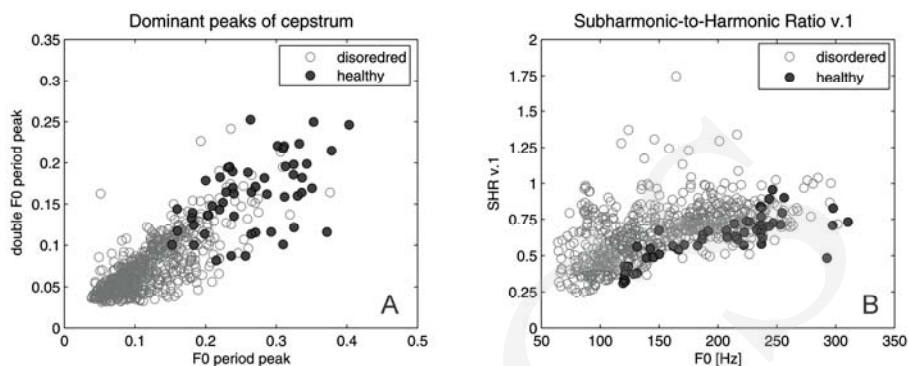 Dominant peaks of cepstrum
0.35
0.3
0.25
0.2
0.15
0.1
0.05
0
double F0 period peak
0
0.1
0.2
0.3
0.4
0.5
F0 period peak
disoredred
healthy
A
Subharmonic-to-Harmonic Ratio v.1
2
1.75
1.5
1.25
1
0.75
0.5
0.25
0
SHR v.1
50
100
150
200
250
300
350
F0 [Hz]
disordered
healthy
B